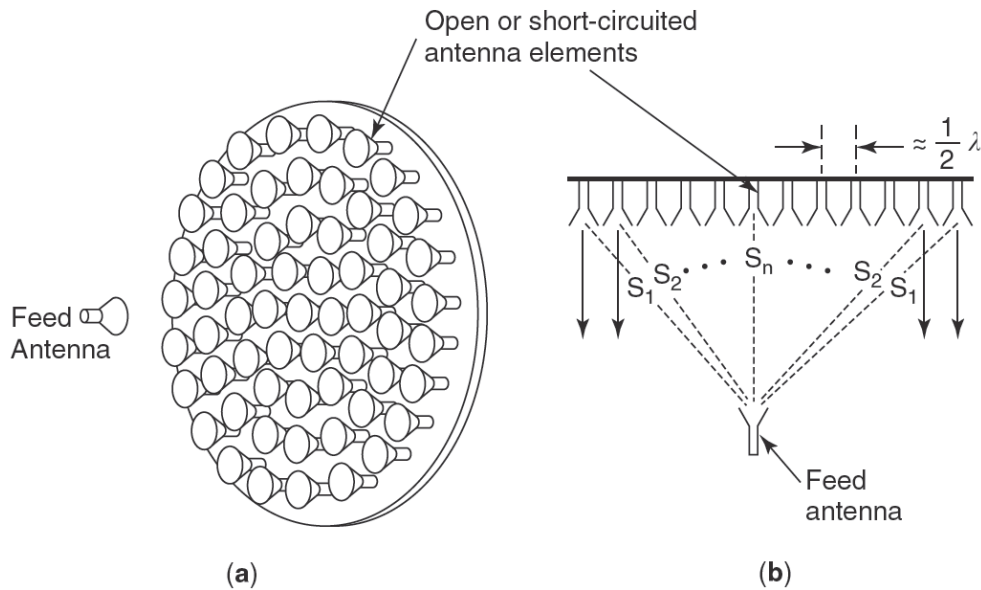 Open or short-circuited
antenna elements
Feed
Antenna
≈ 1/2 λ
S1 S2 . . . Sn . . . S2 S1
Feed
antenna
(a)
(b)